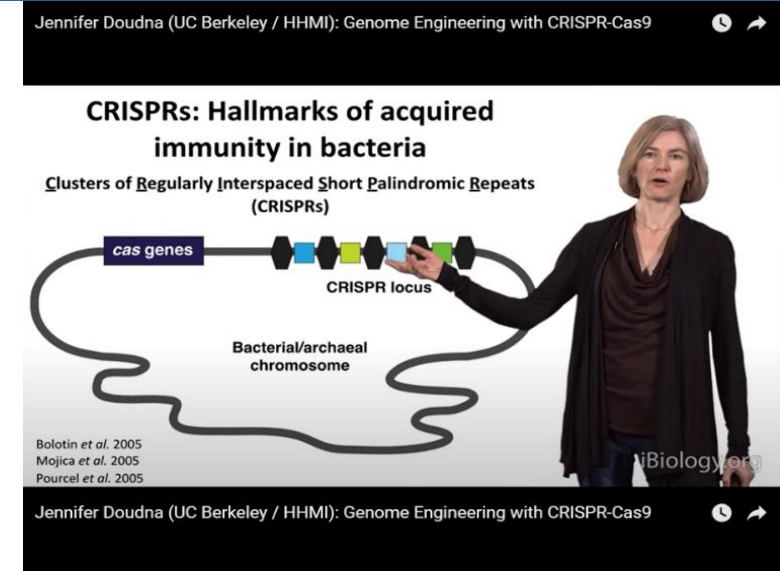 Jennifer Doudna (UC Berkeley / HHMI): Genome Engineering with CRISPR-Cas9
CRISPRs: Hallmarks of acquired
immunity in bacteria
Clusters of Regularly Interspaced Short Palindromic Repeats
(CRISPRs)
cas genes
CRISPR locus
Bacterial/archaeal
chromosome
Bolotin et al. 2005
Mojica et al. 2005
Pourcel et al. 2005
iBiology.org
Jennifer Doudna (UC Berkeley / HHMI): Genome Engineering with CRISPR-Cas9